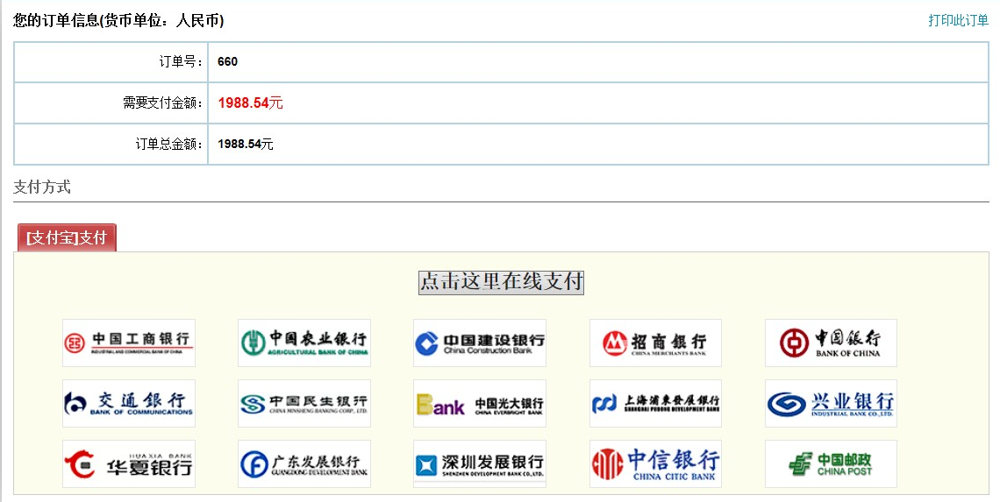 您的订单信息(货币单位：人民币)
打印此订单
订单号： 660
需要支付金额： 1988.54元
订单总金额： 1988.54元
支付方式
[支付宝]支付
点击这里在线支付
中国工商银行
INDUSTRIAL AND COMMERCIAL BANK OF CHINA
中国农业银行
AGRICULTURAL BANK OF CHINA
中国建设银行
China Construction Bank
招商银行
CHINA MERCHANTS BANK
中国银行
BANK OF CHINA
交通银行
BANK OF COMMUNICATIONS
中国民生银行
CHINA MINSHENG BANKING CORP., LTD.
Bank 中国光大银行
CHINA EVERBRIGHT BANK
上海浦东發展銀行
SHANGHAI PUDONG DEVELOPMENT BANK
兴业银行
INDUSTRIAL BANK CO.,LTD.
HUAXIA BANK
华夏银行
广东发展银行
GUANGDONG DEVELOPMENT BANK
深圳发展银行
SHENZHEN DEVELOPMENT BANK CO., LTD.
中信银行
CHINA CITIC BANK
中国邮政
CHINA POST